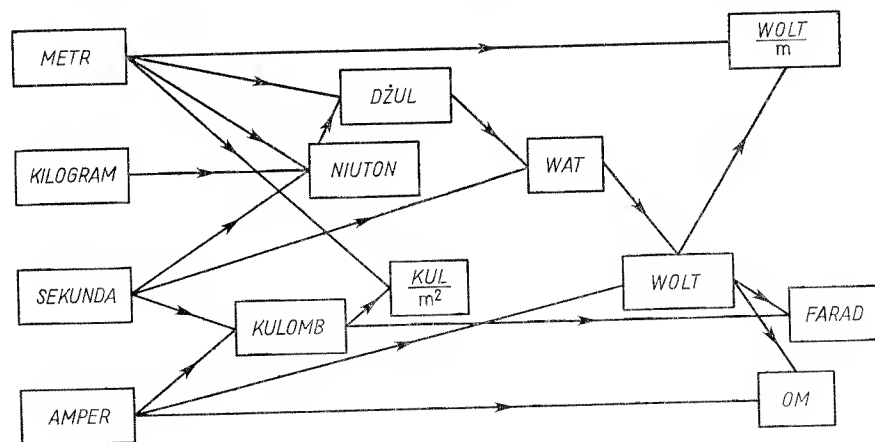 METR
WOLT
m
DŻUL
KILOGRAM
NIUTON
WAT
SEKUNDA
KUL
m²
WOLT
KULOMB
FARAD
AMPER
OM